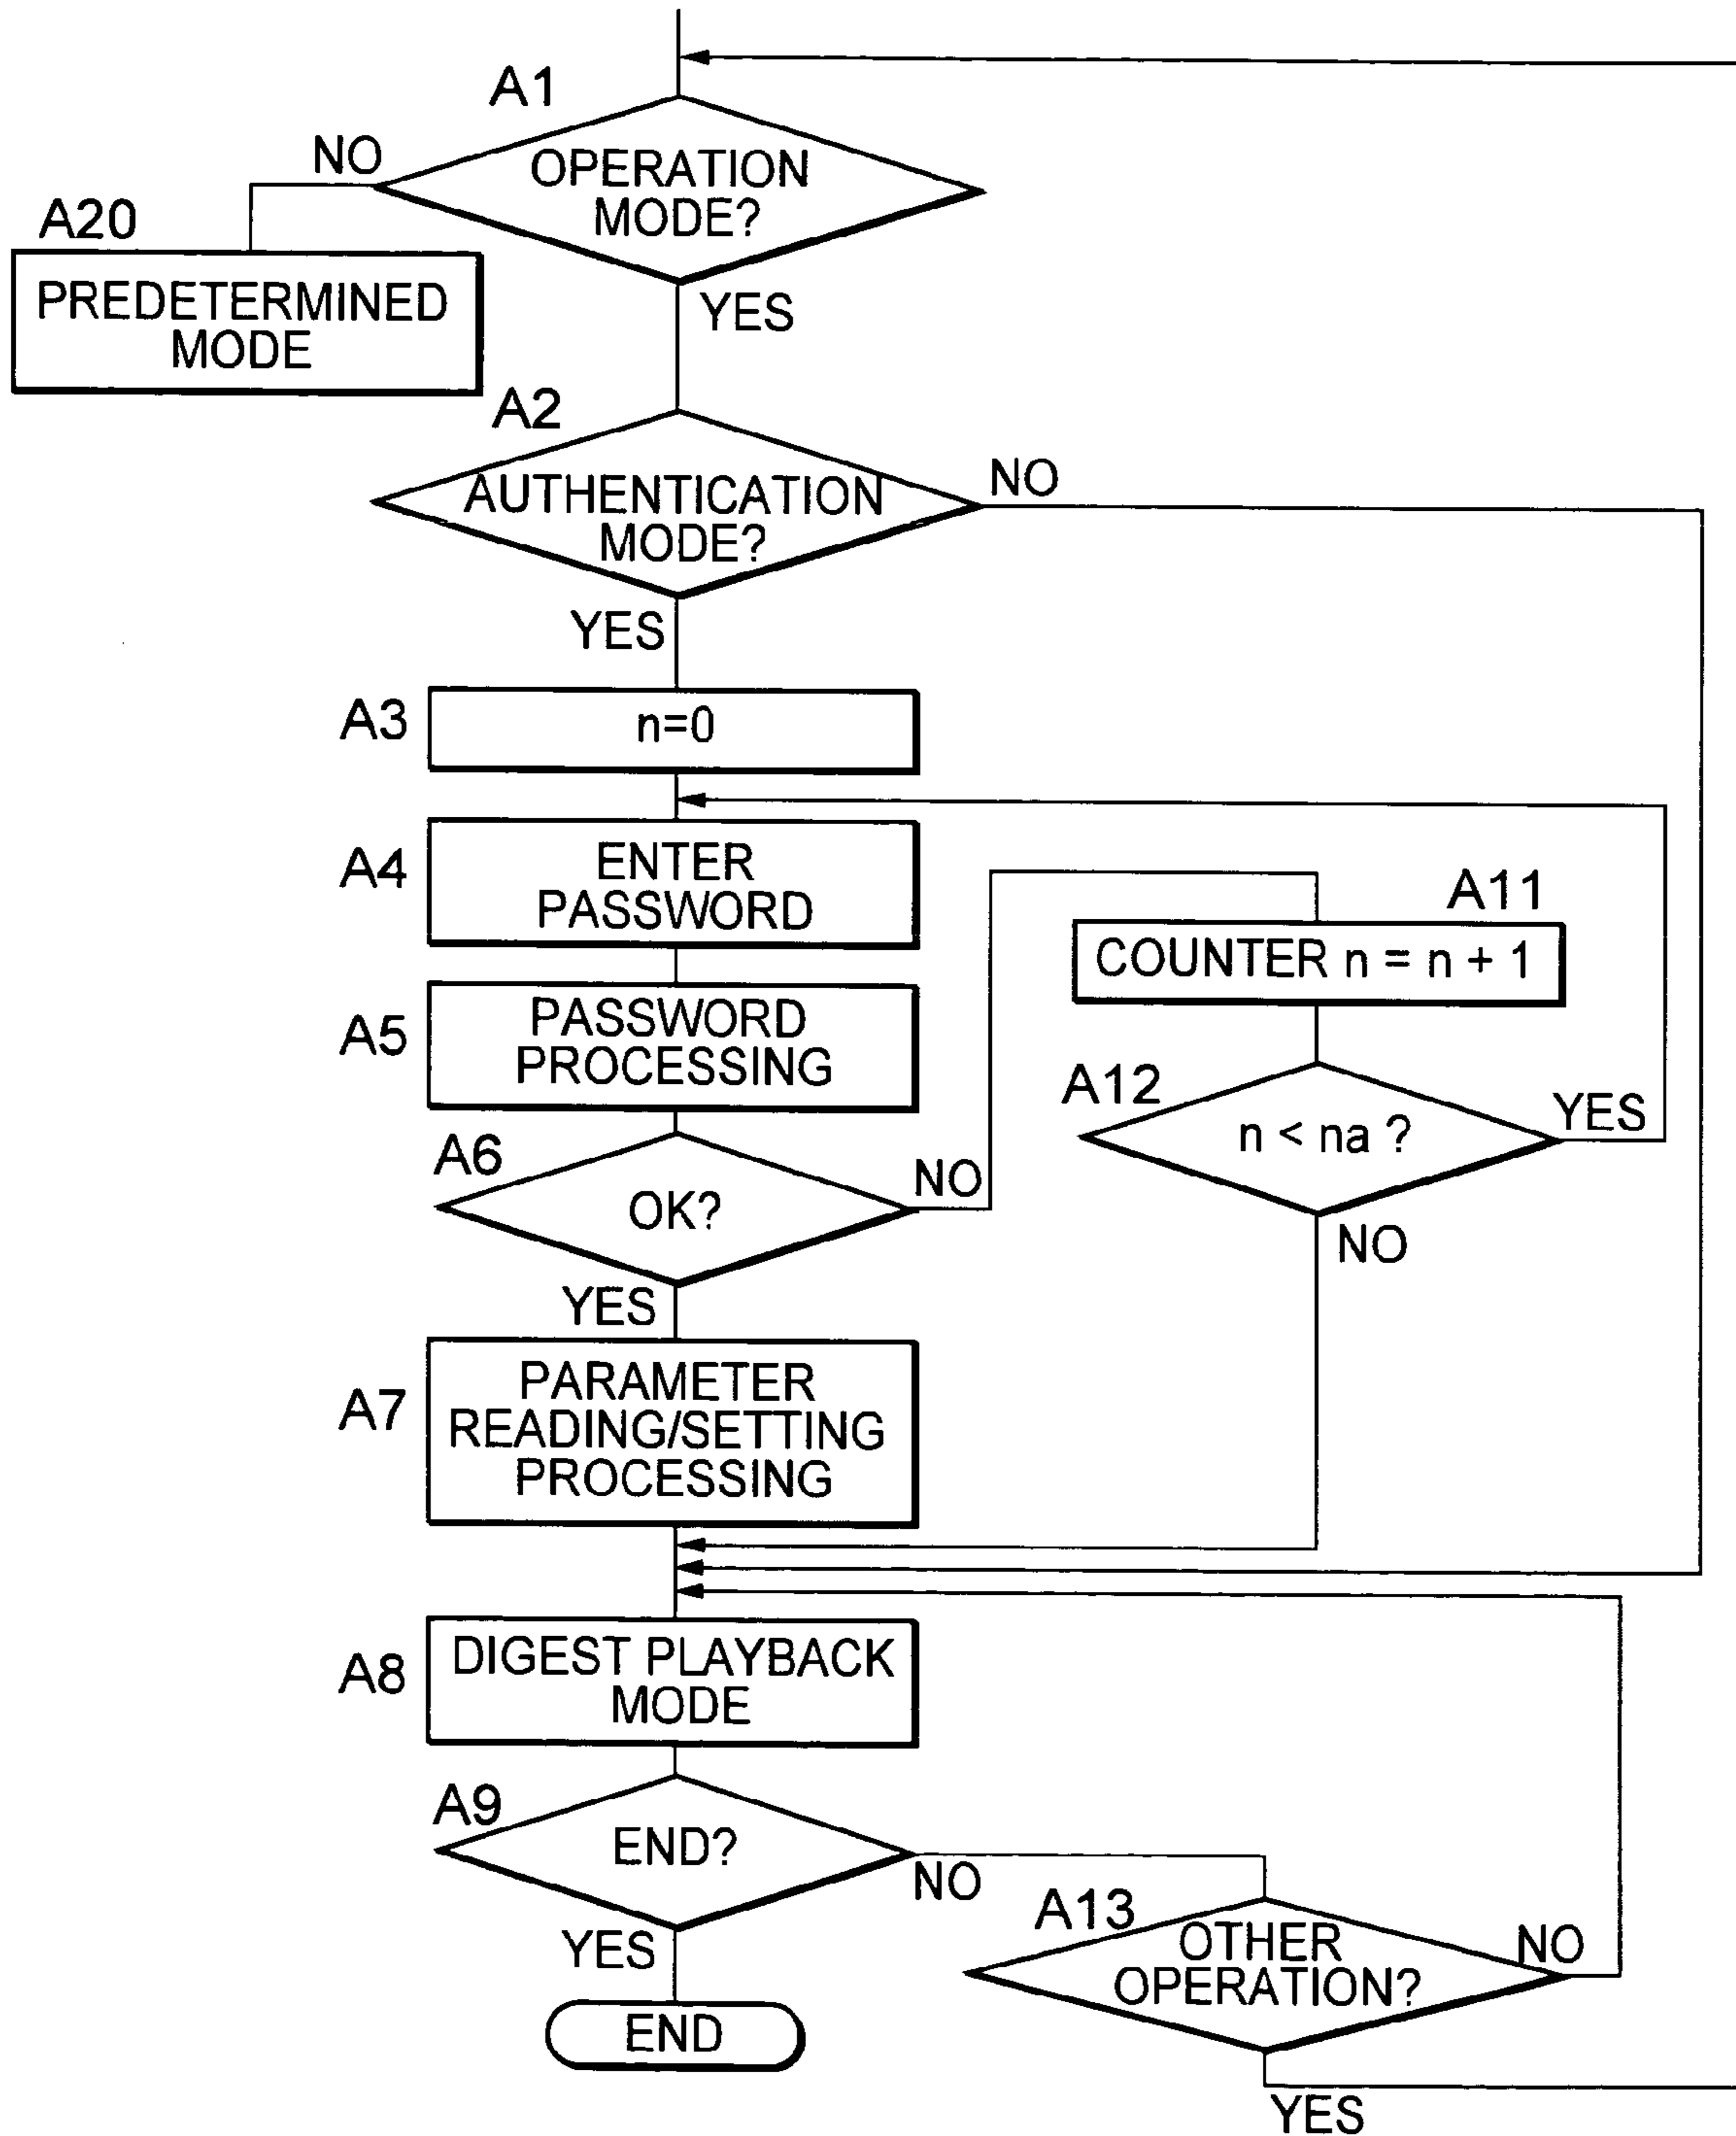 A1
NO
OPERATION
MODE?
A20
PREDETERMINED
MODE
YES
A2
NO
AUTHENTICATION
MODE?
YES
A3
n=0
A4
ENTER
PASSWORD
A11
COUNTER n = n + 1
A5
PASSWORD
PROCESSING
A12
n < na ?
YES
A6
NO
OK?
NO
YES
A7
PARAMETER
READING/SETTING
PROCESSING
A8
DIGEST PLAYBACK
MODE
A9
END?
NO
A13
OTHER
OPERATION?
NO
YES
END
YES